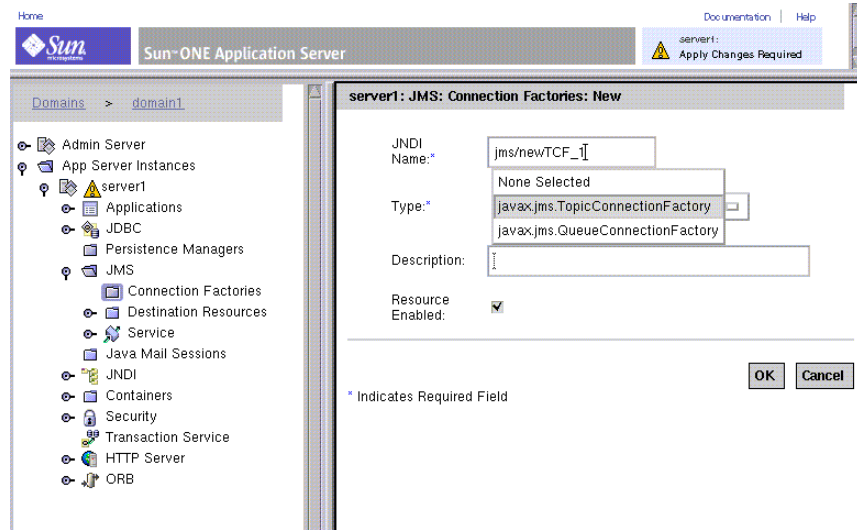 Home
Documentation | Help
Sun
microsystems
Sun™ ONE Application Server
server1:
Apply Changes Required
Domains > domain1
Admin Server
App Server Instances
server1
Applications
JDBC
Persistence Managers
JMS
Connection Factories
Destination Resources
Service
Java Mail Sessions
JNDI
Containers
Security
Transaction Service
HTTP Server
ORB
server1: JMS: Connection Factories: New
JNDI
Name:*
jms/newTCF_1
None Selected
Type:*
javax.jms.TopicConnectionFactory
javax.jms.QueueConnectionFactory
Description:
Resource
Enabled:
OK
Cancel
* Indicates Required Field